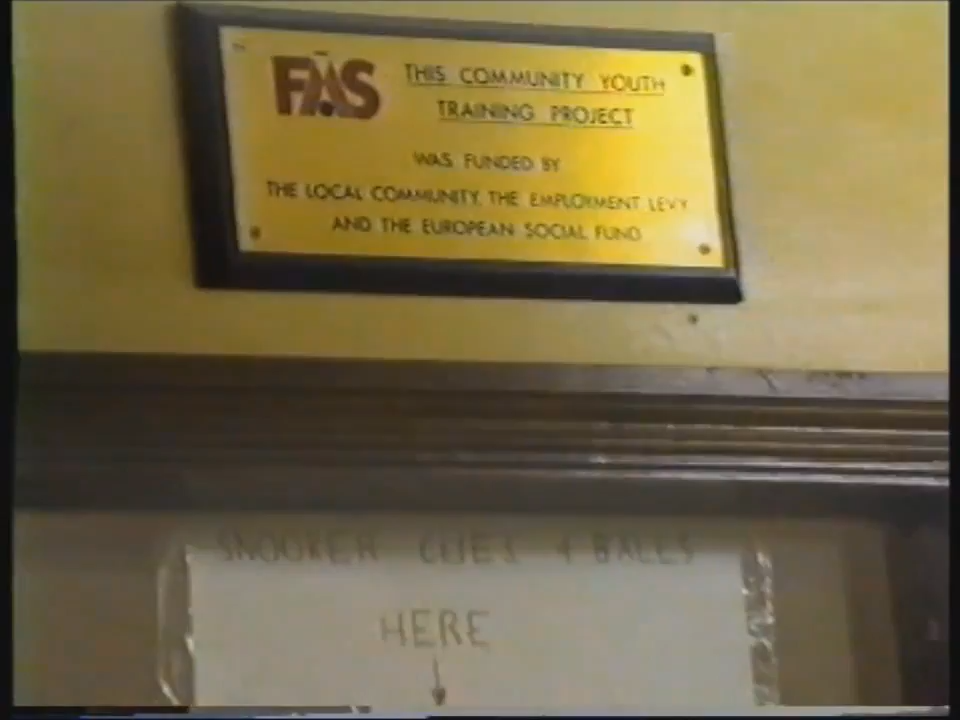 FÁS
THIS COMMUNITY YOUTH
TRAINING PROJECT
WAS FUNDED BY
THE LOCAL COMMUNITY, THE EMPLOYMENT LEVY
AND THE EUROPEAN SOCIAL FUND
SNOOKER CUES & BALLS
HERE